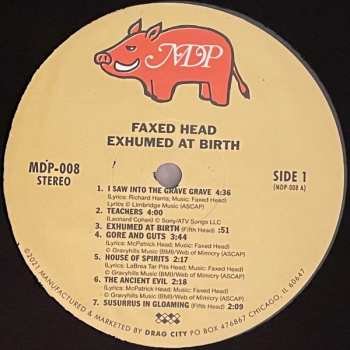 MDP
FAXED HEAD
EXHUMED AT BIRTH
MDP-008
STEREO
SIDE 1
(NDP-008 A)
1. I SAW INTO THE GRAVE GRAVE 4:36
(Lyrics: Richard Harris; Music: Faxed Head)
Lyrics © Limbridge Music (ASCAP)
2. TEACHERS 4:00
(Leonard Cohen) © Sony/ATV Songs LLC
3. EXHUMED AT BIRTH (Fifth Head) :51
4. GORE AND GUTS 3:44
(Lyrics: McPatrick Head; Music: Faxed Head)
© Gravyhills Music (BMI)/Web of Mimicry (ASCAP)
5. HOUSE OF SPIRITS 2:17
(Lyrics: LaBrea Tar Pits Head; Music: Faxed Head)
© Gravyhills Music (BMI)/Web of Mimicry (ASCAP)
6. THE ANCIENT EVIL 2:18
(Lyrics: McPatrick Head; Music: Faxed Head)
© Gravyhills Music (BMI)/Web of Mimicry (ASCAP)
7. SUSURRUS IN GLOAMING (Fifth Head) 2:09
©2021 MANUFACTURED & MARKETED BY DRAG CITY PO BOX 476867 CHICAGO, IL 60647